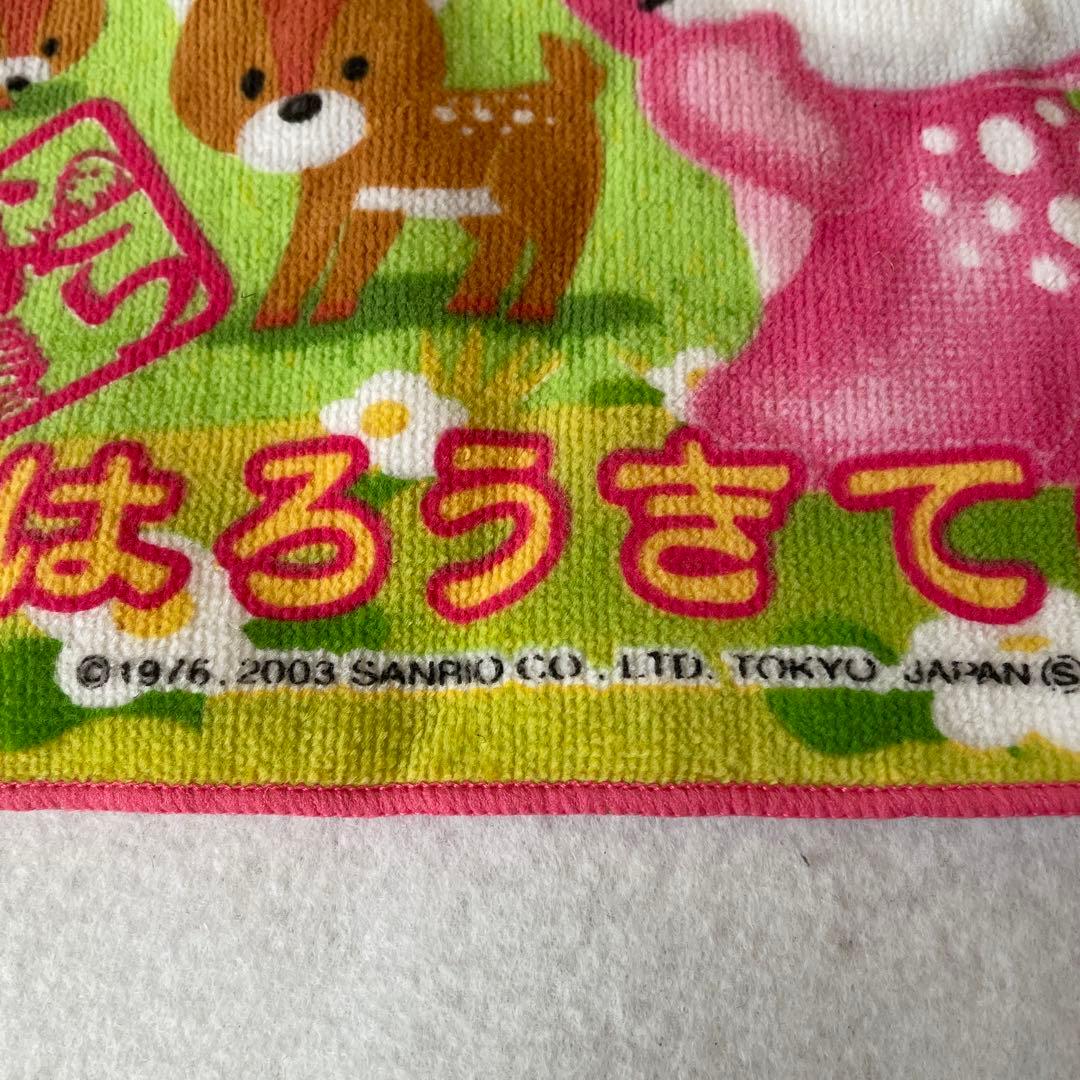 はろうきて
©1976, 2003 SANRIO CO., LTD. TOKYO, JAPAN Ⓢ